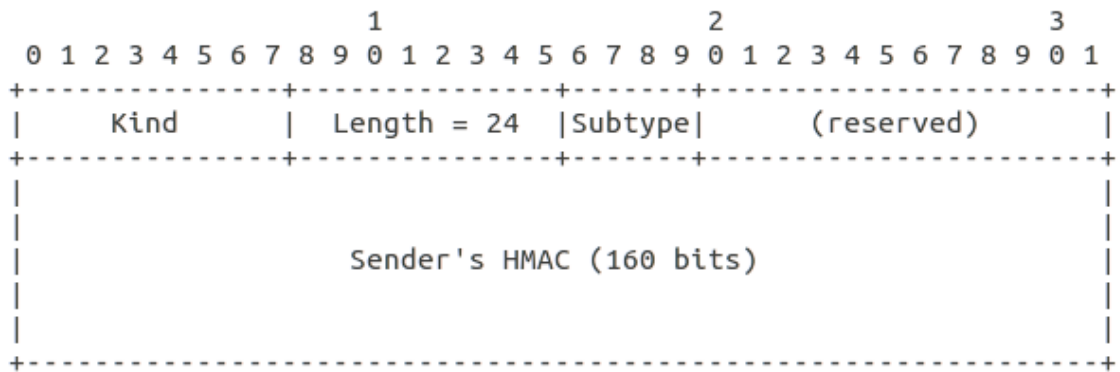 1                   2                   3
 0 1 2 3 4 5 6 7 8 9 0 1 2 3 4 5 6 7 8 9 0 1 2 3 4 5 6 7 8 9 0 1
+---------------+---------------+-------+-----------------------+
|     Kind      |  Length = 24  |Subtype|      (reserved)       |
+---------------+---------------+-------+-----------------------+
|                                                               |
|                                                               |
|                   Sender's HMAC (160 bits)                    |
|                                                               |
|                                                               |
+---------------------------------------------------------------+